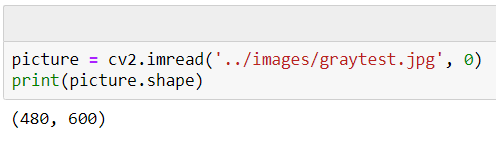 picture = cv2.imread('../images/graytest.jpg', 0)
print(picture.shape)
(480, 600)